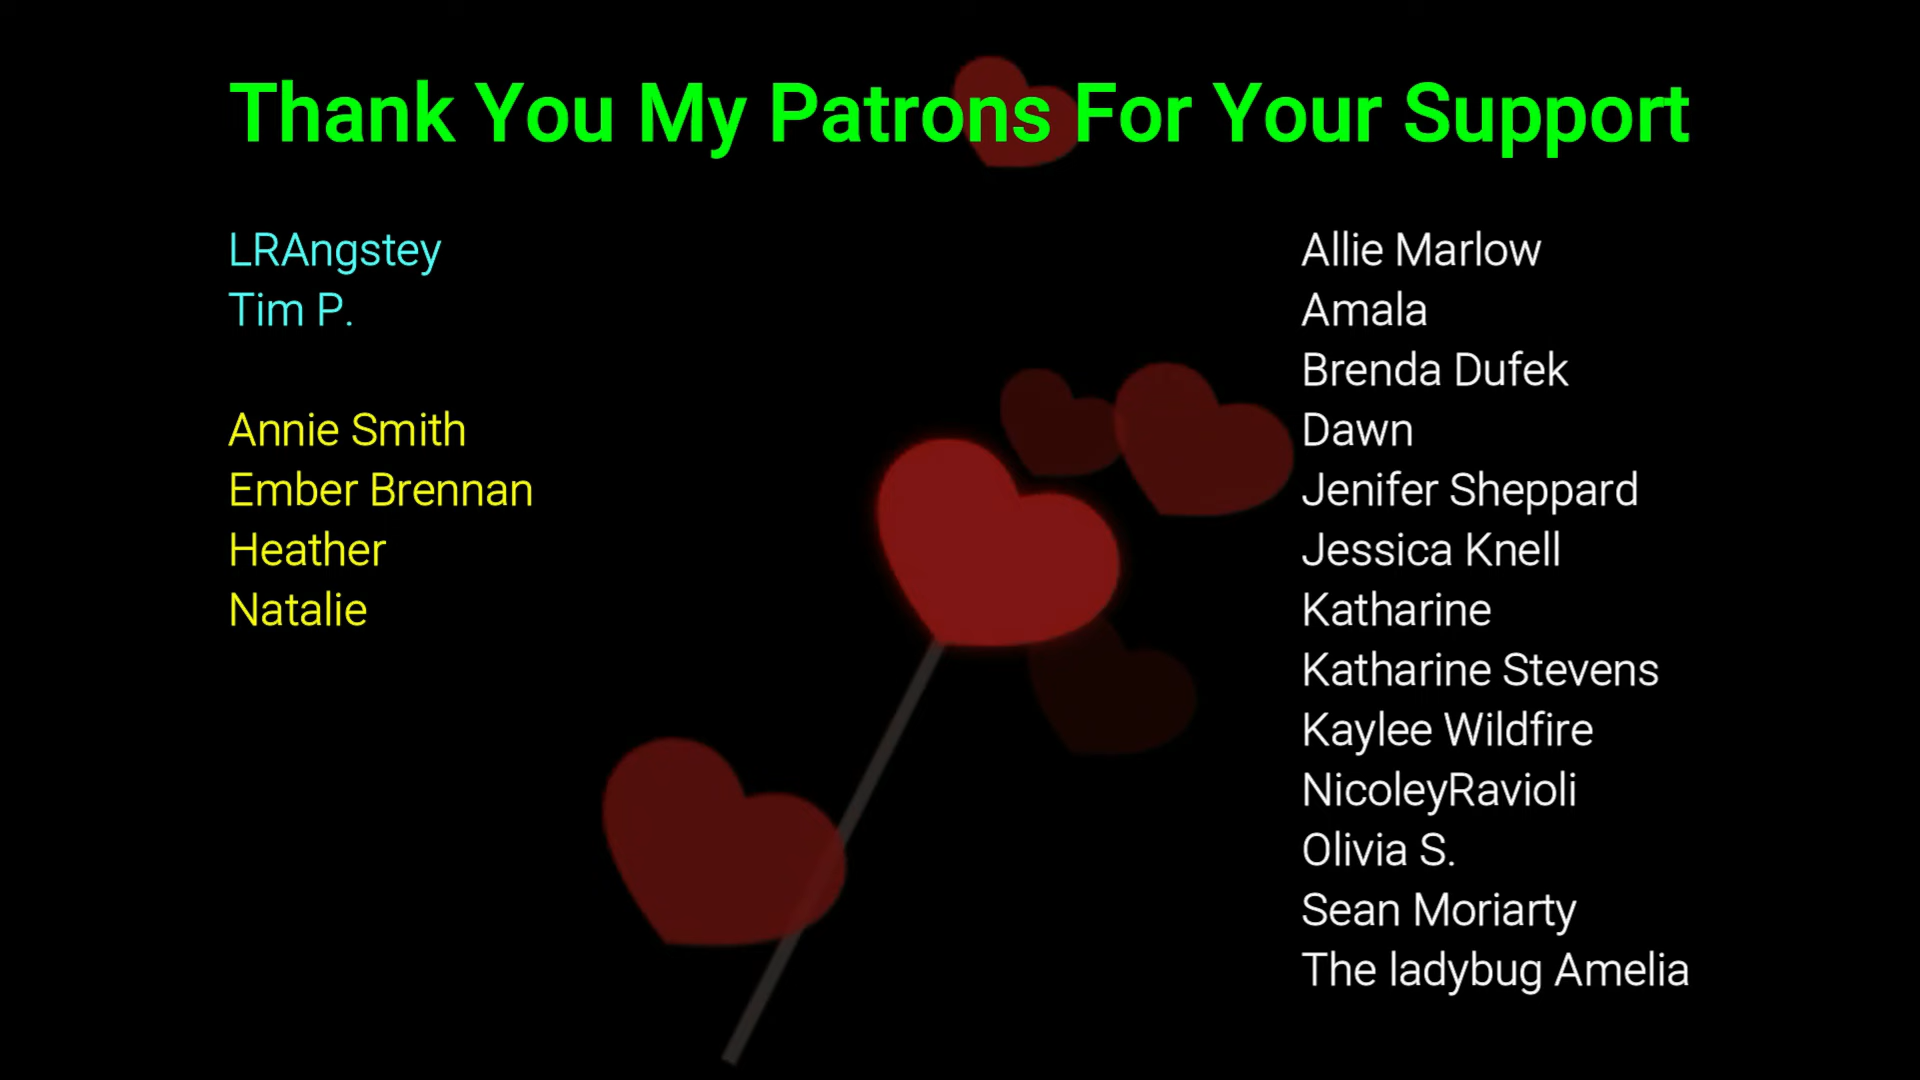 Thank You My Patrons For Your Support
LRAngstey
Tim P.
Annie Smith
Ember Brennan
Heather
Natalie
Allie Marlow
Amala
Brenda Dufek
Dawn
Jenifer Sheppard
Jessica Knell
Katharine
Katharine Stevens
Kaylee Wildfire
NicoleyRavioli
Olivia S.
Sean Moriarty
The ladybug Amelia